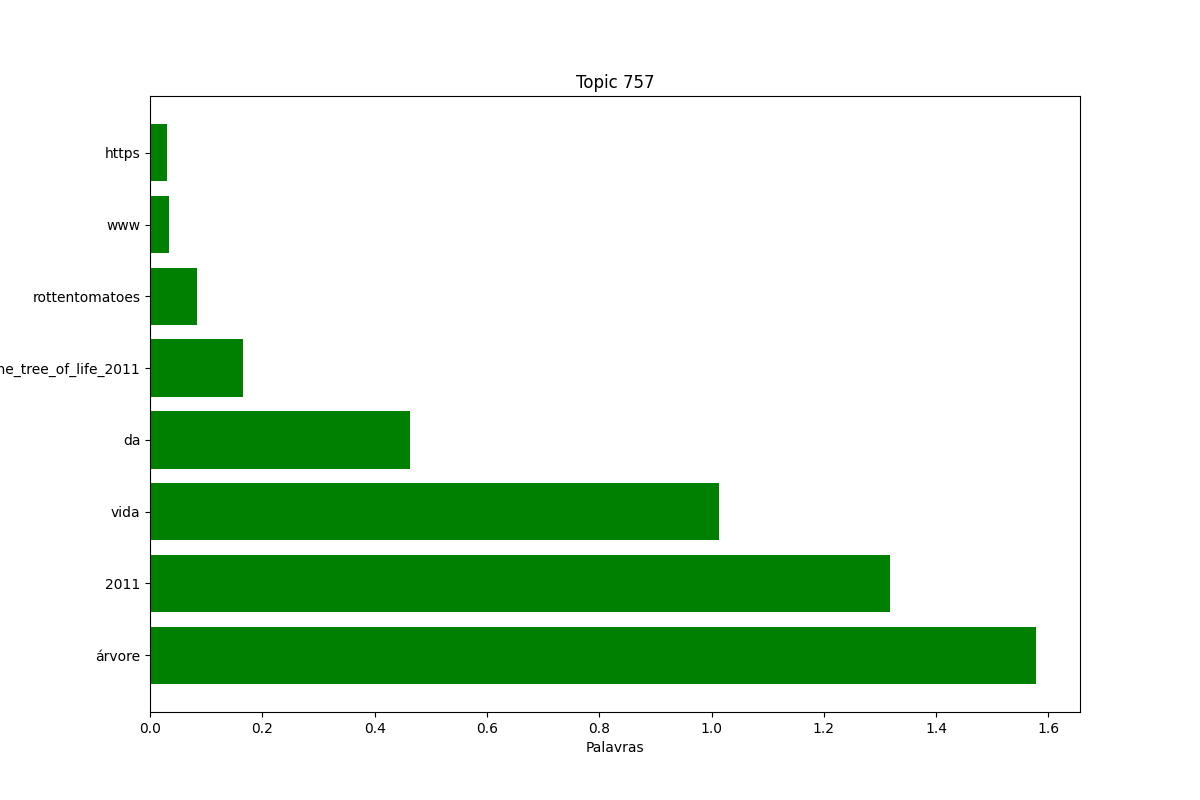 Topic 757
https
www
rottentomatoes
he_tree_of_life_2011
da
vida
2011
árvore
0.0 0.2 0.4 0.6 0.8 1.0 1.2 1.4 1.6
Palavras